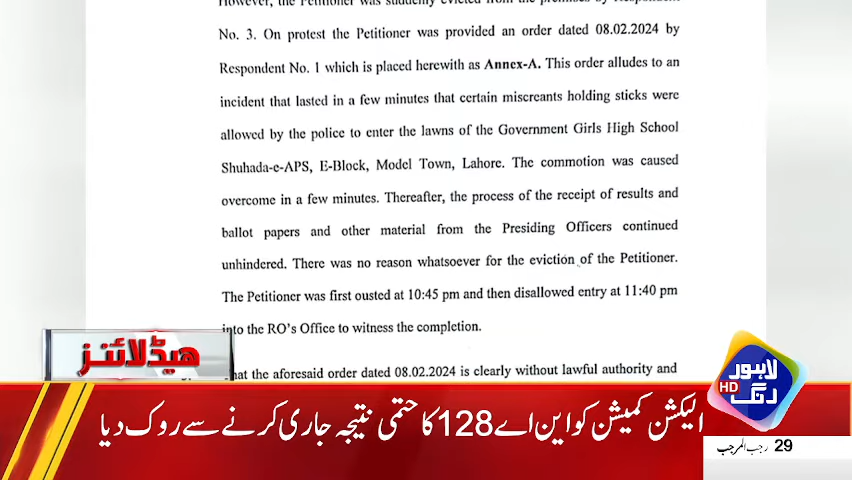 However, the Petitioner was suddenly evicted from the premises by Respondent
No. 3. On protest the Petitioner was provided an order dated 08.02.2024 by
Respondent No. 1 which is placed herewith as Annex-A. This order alludes to an
incident that lasted in a few minutes that certain miscreants holding sticks were
allowed by the police to enter the lawns of the Government Girls High School
Shuhada-e-APS, E-Block, Model Town, Lahore. The commotion was caused
overcome in a few minutes. Thereafter, the process of the receipt of results and
ballot papers and other material from the Presiding Officers continued
unhindered. There was no reason whatsoever for the eviction of the Petitioner.
The Petitioner was first ousted at 10:45 pm and then disallowed entry at 11:40 pm
into the RO's Office to witness the completion.
the aforesaid order dated 08.02.2024 is clearly without lawful authority and
ہیڈلائنز
لاہور
رنگ
HD
الیکشن کمیشن کو این اے 128 کا حتمی نتیجہ جاری کرنے سے روک دیا
29 رجب المرجب